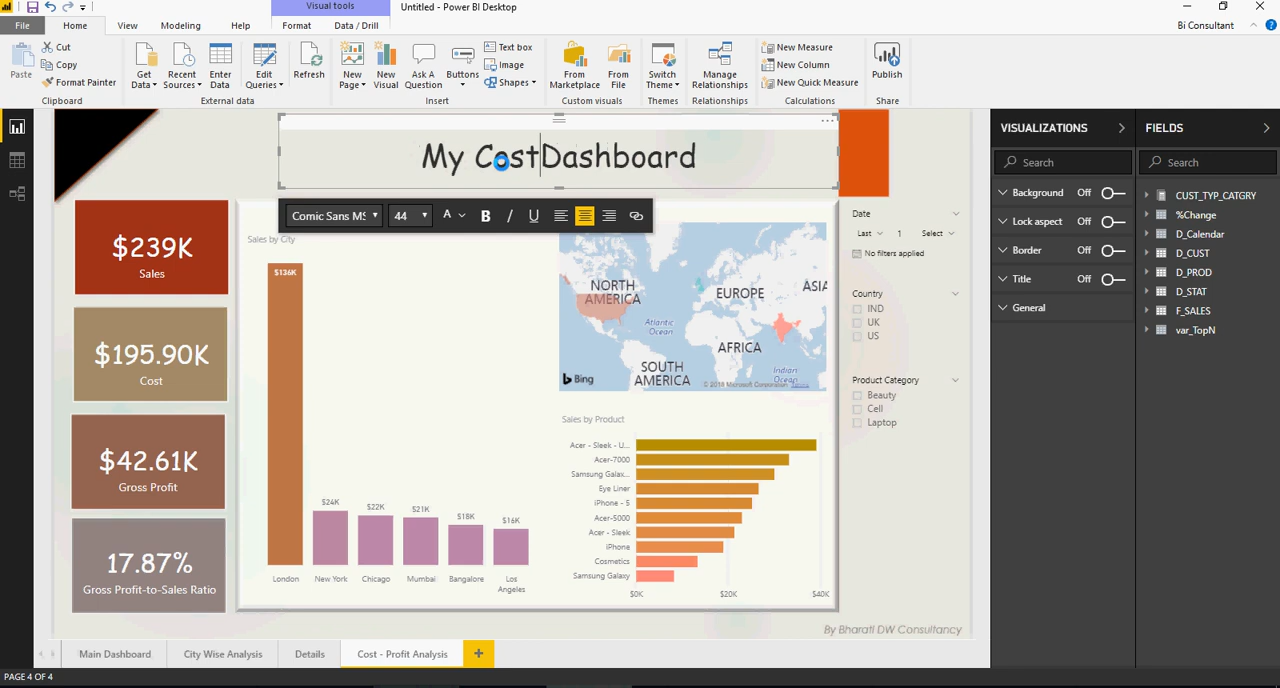 Visual tools
Untitled - Power BI Desktop
File
Home
View
Modeling
Help
Format
Data / Drill
Bi Consultant
Paste
Cut
Copy
Format Painter
Clipboard
Get Data
Recent Sources
Enter Data
Edit Queries
Refresh
External data
New Page
New Visual
Ask A Question
Buttons
Text box
Image
Shapes
Insert
From Marketplace
From File
Custom visuals
Switch Theme
Themes
Manage Relationships
Relationships
New Measure
New Column
New Quick Measure
Calculations
Publish
Share
My CostDashboard
Comic Sans MS
44
A
B
I
U
$239K
Sales
$195.90K
Cost
$42.61K
Gross Profit
17.87%
Gross Profit-to-Sales Ratio
Sales by City
$136K
$24K
$22K
$21K
$18K
$16K
London
New York
Chicago
Mumbai
Bangalore
Los Angeles
NORTH AMERICA
EUROPE
ASIA
Atlantic Ocean
AFRICA
SOUTH AMERICA
Indian Ocean
Bing
© 2018 Microsoft Corporation Terms
Sales by Product
Acer - Sleek - U...
Acer-7000
Samsung Galax...
Eye Liner
iPhone - 5
Acer-5000
Acer - Sleek
iPhone
Cosmetics
Samsung Galaxy
$0K
$20K
$40K
Date
Last
1
Select
No filters applied
Country
IND
UK
US
Product Category
Beauty
Cell
Laptop
By Bharati DW Consultancy
VISUALIZATIONS
Search
Background Off
Lock aspect Off
Border Off
Title Off
General
FIELDS
Search
CUST_TYP_CATGRY
%Change
D_Calendar
D_CUST
D_PROD
D_STAT
F_SALES
var_TopN
Main Dashboard
City Wise Analysis
Details
Cost - Profit Analysis
+
PAGE 4 OF 4